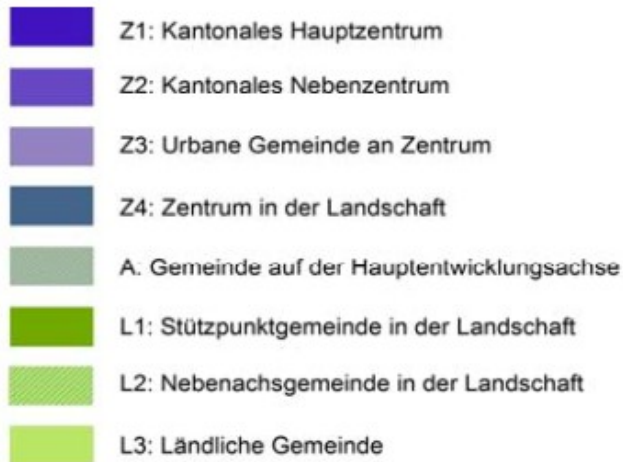 Z1: Kantonales Hauptzentrum
Z2: Kantonales Nebenzentrum
Z3: Urbane Gemeinde an Zentrum
Z4: Zentrum in der Landschaft
A: Gemeinde auf der Hauptentwicklungsachse
L1: Stützpunktgemeinde in der Landschaft
L2: Nebenachsgemeinde in der Landschaft
L3: Ländliche Gemeinde